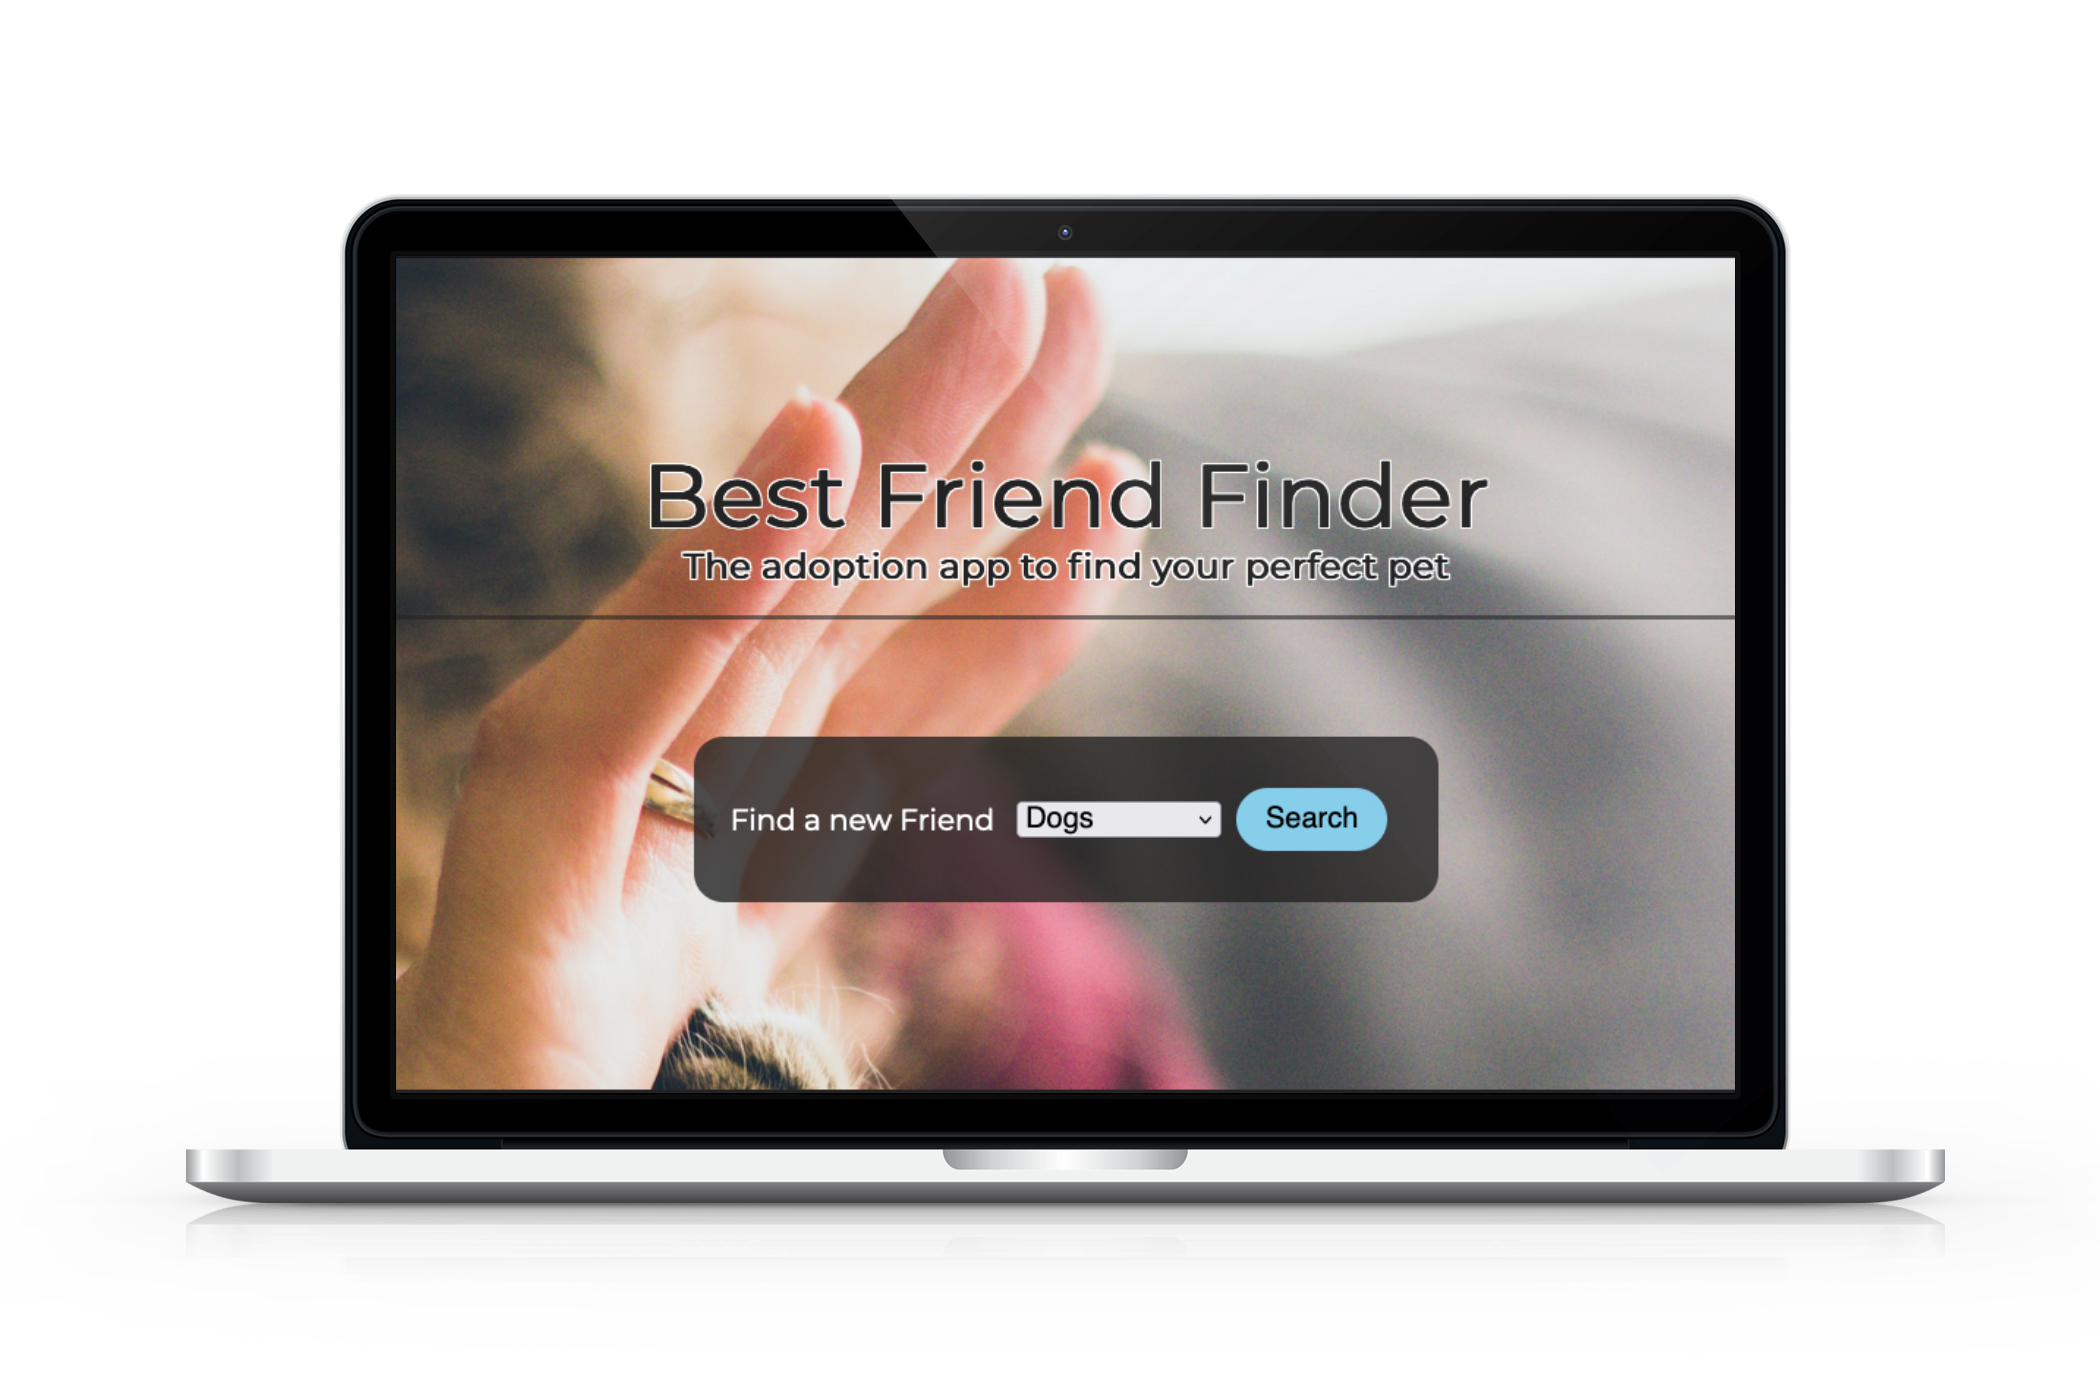 Best Friend Finder
The adoption app to find your perfect pet
Find a new Friend Dogs Search